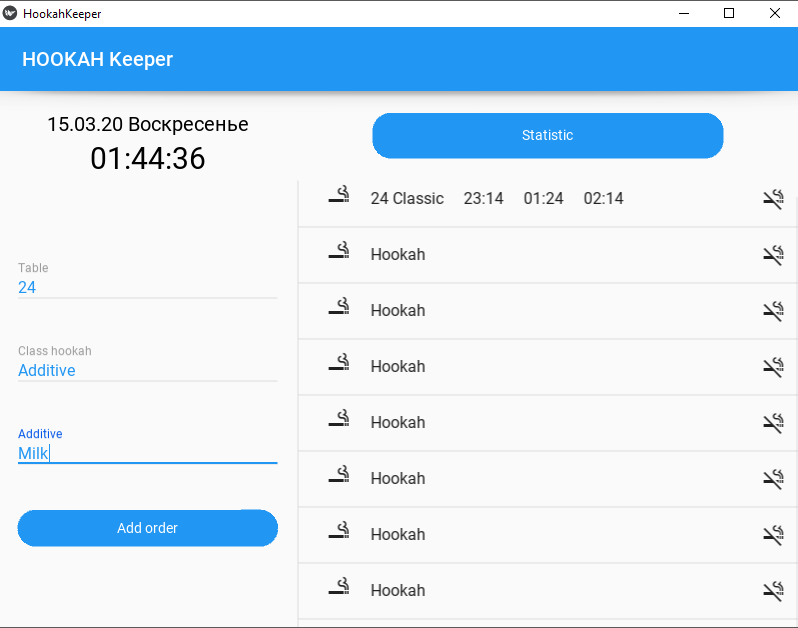 HookahKeeper
HOOKAH Keeper
15.03.20 Воскресенье
01:44:36
Statistic
Table
24
Class hookah
Additive
Additive
Milk
Add order
24 Classic 23:14 01:24 02:14
Hookah
Hookah
Hookah
Hookah
Hookah
Hookah
Hookah